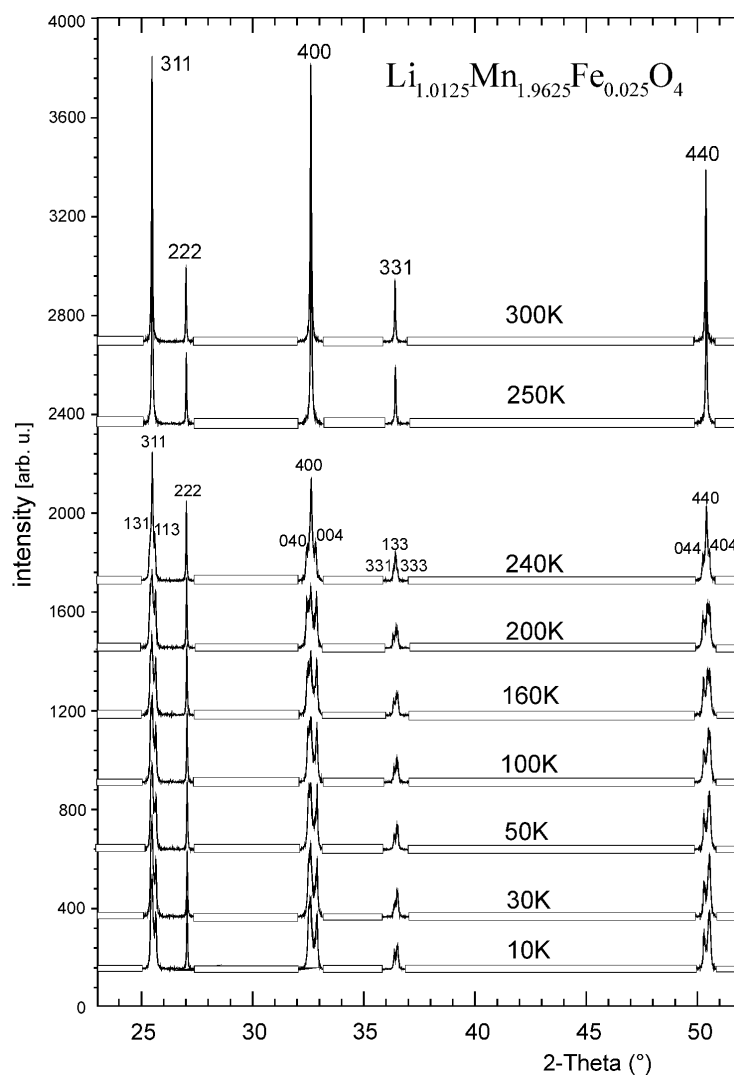 4000
311
400
Li1.0125Mn1.9625Fe0.025O4
3600
440
3200
222
331
2800
300K
250K
2400
311
400
222
440
2000
131 113
040 004
133
044 404
331 333
240K
1600
200K
160K
1200
100K
800
50K
30K
400
10K
0
25 30 35 40 45 50
2-Theta (°)
intensity [arb. u.]